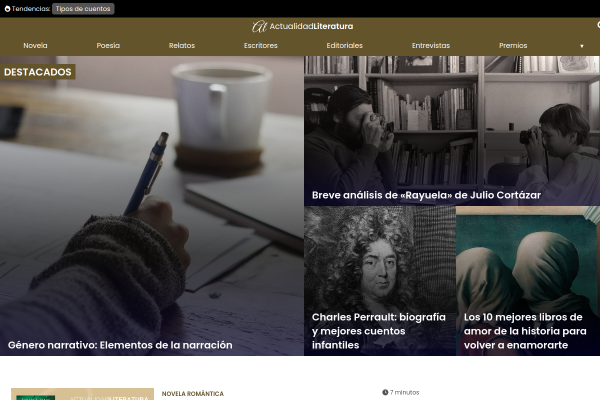 Tendencias: Tipos de cuentos
ActualidadLiteratura
Novela Poesía Relatos Escritores Editoriales Entrevistas Premios
DESTACADOS
Breve análisis de «Rayuela» de Julio Cortázar
Género narrativo: Elementos de la narración
Charles Perrault: biografía
y mejores cuentos
infantiles
Los 10 mejores libros de
amor de la historia para
volver a enamorarte
ACTUALIDADLITERATURA
NOVELA ROMÁNTICA
7 minutos